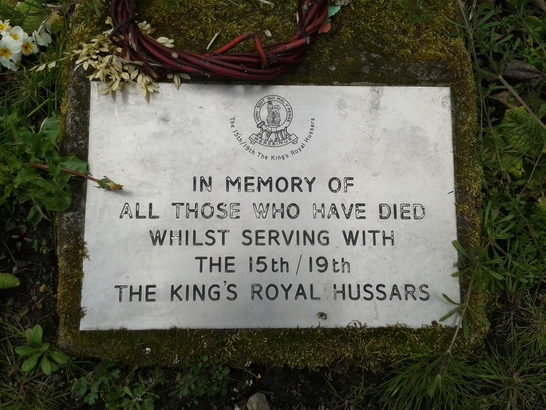 The 15th/19th The King's Royal Hussars
IN MEMORY OF
ALL THOSE WHO HAVE DIED
WHILST SERVING WITH
THE 15th/19th
THE KING'S ROYAL HUSSARS